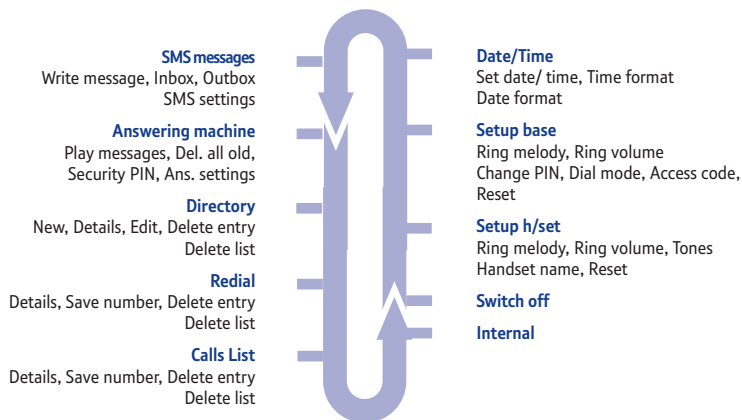 SMS messages
Write message, Inbox, Outbox
SMS settings
Answering machine
Play messages, Del. all old,
Security PIN, Ans. settings
Directory
New, Details, Edit, Delete entry
Delete list
Redial
Details, Save number, Delete entry
Delete list
Calls List
Details, Save number, Delete entry
Delete list
Date/Time
Set date/ time, Time format
Date format
Setup base
Ring melody, Ring volume
Change PIN, Dial mode, Access code,
Reset
Setup h/set
Ring melody, Ring volume, Tones
Handset name, Reset
Switch off
Internal